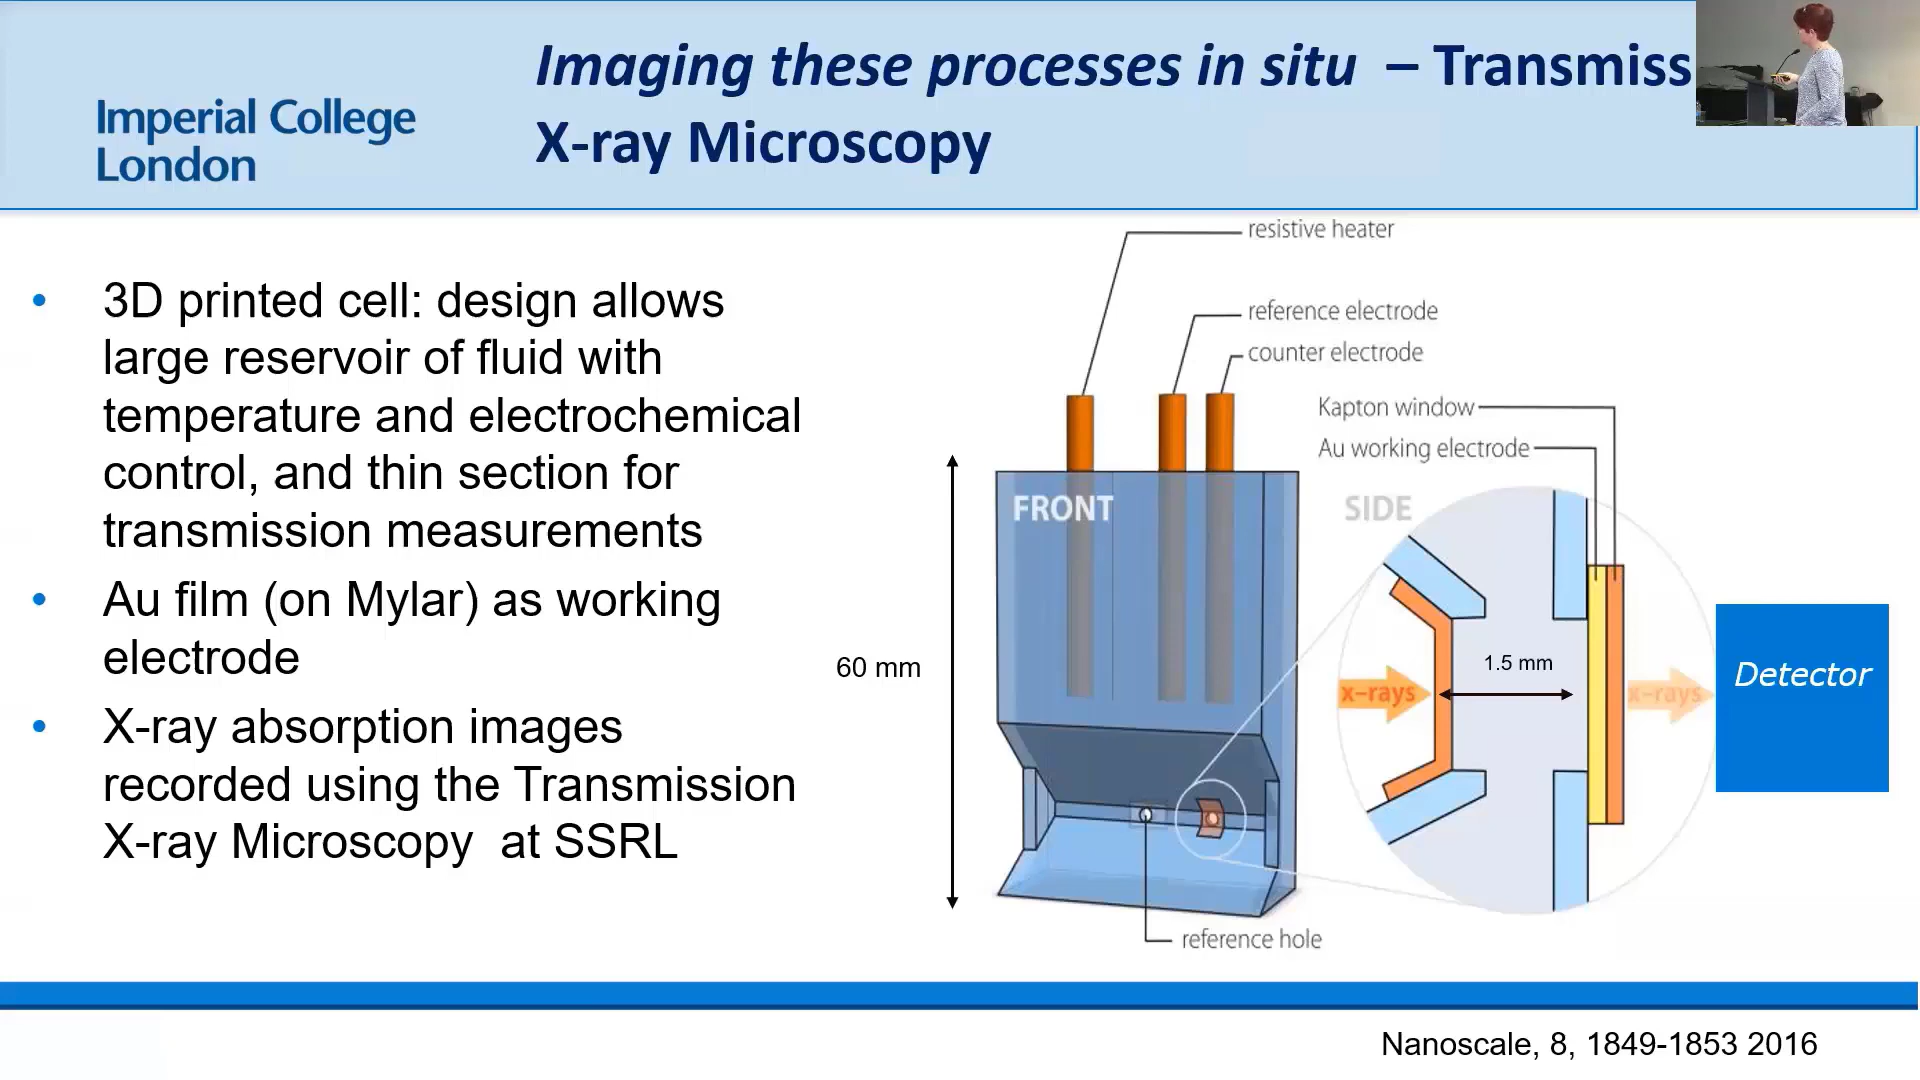 Imaging these processes in situ – Transmiss
X-ray Microscopy
Imperial College
London
• 3D printed cell: design allows
large reservoir of fluid with
temperature and electrochemical
control, and thin section for
transmission measurements
• Au film (on Mylar) as working
electrode
• X-ray absorption images
recorded using the Transmission
X-ray Microscopy at SSRL
resistive heater
reference electrode
counter electrode
Kapton window
Au working electrode
FRONT
SIDE
60 mm
1.5 mm
x-rays
x-rays
Detector
reference hole
Nanoscale, 8, 1849-1853 2016